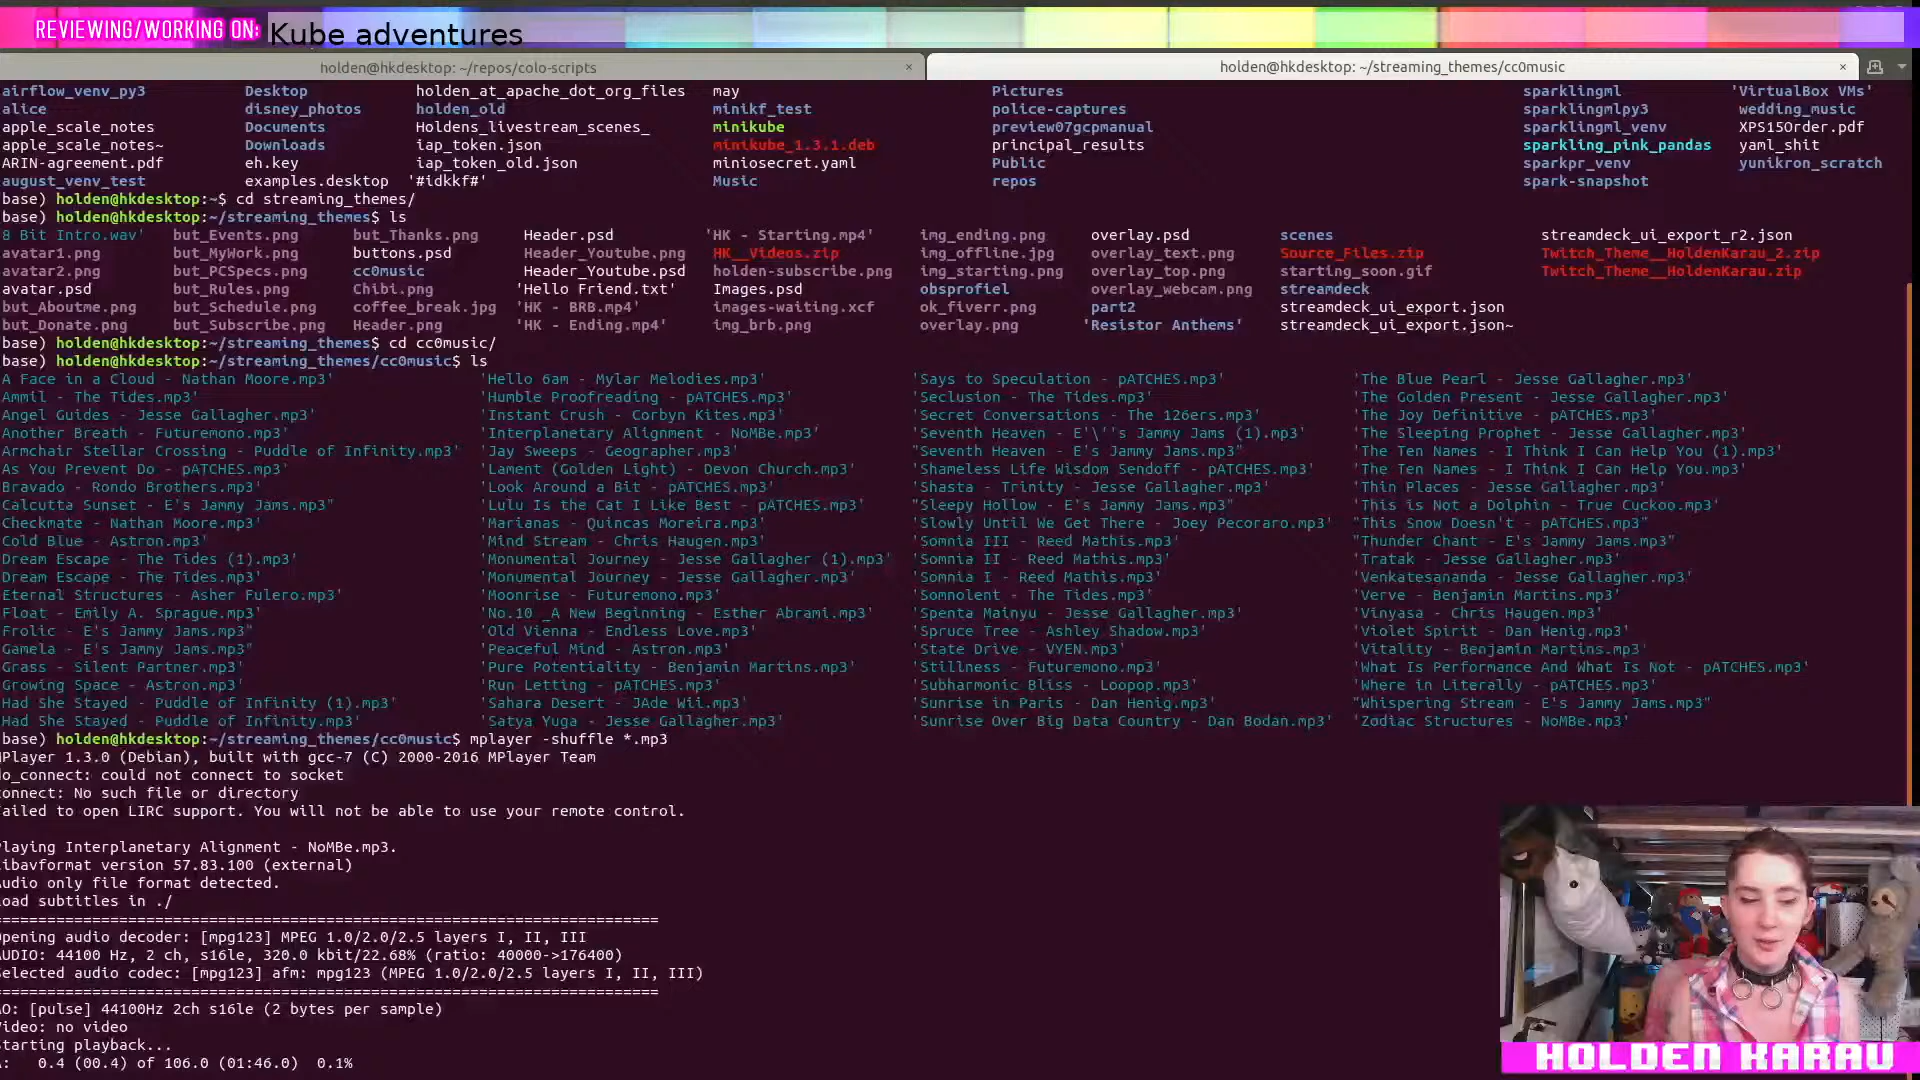 REVIEWING/WORKING ON: Kube adventures
holden@hkdesktop: ~/repos/colo-scripts × holden@hkdesktop: ~/streaming_themes/cc0music ×
airflow_venv_py3 Desktop holden_at_apache_dot_org_files may Pictures sparklingml 'VirtualBox VMs'
alice disney_photos holden_old minikf_test police-captures sparklingmlpy3 wedding_music
apple_scale_notes Documents Holdens_livestream_scenes_ minikube preview07gcpmanual sparklingml_venv XPS15Order.pdf
apple_scale_notes~ Downloads iap_token.json minikube_1.3.1.deb principal_results sparkling_pink_pandas yaml_shit
ARIN-agreement.pdf eh.key iap_token_old.json miniosecret.yaml Public sparkpr_venv yunikron_scratch
august_venv_test examples.desktop '#idkkf#' Music repos spark-snapshot
base) holden@hkdesktop:~$ cd streaming_themes/
base) holden@hkdesktop:~/streaming_themes$ ls
8 Bit Intro.wav' but_Events.png but_Thanks.png Header.psd 'HK - Starting.mp4' img_ending.png overlay.psd scenes streamdeck_ui_export_r2.json
avatar1.png but_MyWork.png buttons.psd Header_Youtube.png HK__Videos.zip img_offline.jpg overlay_text.png Source_Files.zip Twitch_Theme__HoldenKarau_2.zip
avatar2.png but_PCSpecs.png cc0music Header_Youtube.psd holden-subscribe.png img_starting.png overlay_top.png starting_soon.gif Twitch_Theme__HoldenKarau.zip
avatar.psd but_Rules.png Chibi.png 'Hello Friend.txt' Images.psd obsprofiel overlay_webcam.png streamdeck
but_Aboutme.png but_Schedule.png coffee_break.jpg 'HK - BRB.mp4' images-waiting.xcf ok_fiverr.png part2 streamdeck_ui_export.json
but_Donate.png but_Subscribe.png Header.png 'HK - Ending.mp4' img_brb.png overlay.png 'Resistor Anthems' streamdeck_ui_export.json~
base) holden@hkdesktop:~/streaming_themes$ cd cc0music/
base) holden@hkdesktop:~/streaming_themes/cc0music$ ls
A Face in a Cloud - Nathan Moore.mp3' 'Hello 6am - Mylar Melodies.mp3' 'Says to Speculation - pATCHES.mp3' 'The Blue Pearl - Jesse Gallagher.mp3'
Ammil - The Tides.mp3' 'Humble Proofreading - pATCHES.mp3' 'Seclusion - The Tides.mp3' 'The Golden Present - Jesse Gallagher.mp3'
Angel Guides - Jesse Gallagher.mp3' 'Instant Crush - Corbyn Kites.mp3' 'Secret Conversations - The 126ers.mp3' 'The Joy Definitive - pATCHES.mp3'
Another Breath - Futuremono.mp3' 'Interplanetary Alignment - NoMBe.mp3' 'Seventh Heaven - E'\''s Jammy Jams (1).mp3' 'The Sleeping Prophet - Jesse Gallagher.mp3'
Armchair Stellar Crossing - Puddle of Infinity.mp3' 'Jay Sweeps - Geographer.mp3' "Seventh Heaven - E's Jammy Jams.mp3" 'The Ten Names - I Think I Can Help You (1).mp3'
As You Prevent Do - pATCHES.mp3' 'Lament (Golden Light) - Devon Church.mp3' 'Shameless Life Wisdom Sendoff - pATCHES.mp3' 'The Ten Names - I Think I Can Help You.mp3'
Bravado - Rondo Brothers.mp3' 'Look Around a Bit - pATCHES.mp3' 'Shasta - Trinity - Jesse Gallagher.mp3' 'Thin Places - Jesse Gallagher.mp3'
Calcutta Sunset - E's Jammy Jams.mp3" 'Lulu Is the Cat I Like Best - pATCHES.mp3' "Sleepy Hollow - E's Jammy Jams.mp3" 'This is Not a Dolphin - True Cuckoo.mp3'
Checkmate - Nathan Moore.mp3' 'Marianas - Quincas Moreira.mp3' 'Slowly Until We Get There - Joey Pecoraro.mp3' "This Snow Doesn't - pATCHES.mp3"
Cold Blue - Astron.mp3' 'Mind Stream - Chris Haugen.mp3' 'Somnia III - Reed Mathis.mp3' "Thunder Chant - E's Jammy Jams.mp3"
Dream Escape - The Tides (1).mp3' 'Monumental Journey - Jesse Gallagher (1).mp3' 'Somnia II - Reed Mathis.mp3' 'Tratak - Jesse Gallagher.mp3'
Dream Escape - The Tides.mp3' 'Monumental Journey - Jesse Gallagher.mp3' 'Somnia I - Reed Mathis.mp3' 'Venkatesananda - Jesse Gallagher.mp3'
Eternal Structures - Asher Fulero.mp3' 'Moonrise - Futuremono.mp3' 'Somnolent - The Tides.mp3' 'Verve - Benjamin Martins.mp3'
Float - Emily A. Sprague.mp3' 'No.10 _A New Beginning - Esther Abrami.mp3' 'Spenta Mainyu - Jesse Gallagher.mp3' 'Vinyasa - Chris Haugen.mp3'
Frolic - E's Jammy Jams.mp3" 'Old Vienna - Endless Love.mp3' 'Spruce Tree - Ashley Shadow.mp3' 'Violet Spirit - Dan Henig.mp3'
Gamela - E's Jammy Jams.mp3" 'Peaceful Mind - Astron.mp3' 'State Drive - VYEN.mp3' 'Vitality - Benjamin Martins.mp3'
Grass - Silent Partner.mp3' 'Pure Potentiality - Benjamin Martins.mp3' 'Stillness - Futuremono.mp3' 'What Is Performance And What Is Not - pATCHES.mp3'
Growing Space - Astron.mp3' 'Run Letting - pATCHES.mp3' 'Subharmonic Bliss - Loopop.mp3' 'Where in Literally - pATCHES.mp3'
Had She Stayed - Puddle of Infinity (1).mp3' 'Sahara Desert - JAde Wii.mp3' 'Sunrise in Paris - Dan Henig.mp3' "Whispering Stream - E's Jammy Jams.mp3"
Had She Stayed - Puddle of Infinity.mp3' 'Satya Yuga - Jesse Gallagher.mp3' 'Sunrise Over Big Data Country - Dan Bodan.mp3' 'Zodiac Structures - NoMBe.mp3'
base) holden@hkdesktop:~/streaming_themes/cc0music$ mplayer -shuffle *.mp3
MPlayer 1.3.0 (Debian), built with gcc-7 (C) 2000-2016 MPlayer Team
do_connect: could not connect to socket
connect: No such file or directory
Failed to open LIRC support. You will not be able to use your remote control.
Playing Interplanetary Alignment - NoMBe.mp3.
libavformat version 57.83.100 (external)
Audio only file format detected.
Load subtitles in ./
==========================================================================
Opening audio decoder: [mpg123] MPEG 1.0/2.0/2.5 layers I, II, III
AUDIO: 44100 Hz, 2 ch, s16le, 320.0 kbit/22.68% (ratio: 40000->176400)
Selected audio codec: [mpg123] afm: mpg123 (MPEG 1.0/2.0/2.5 layers I, II, III)
==========================================================================
AO: [pulse] 44100Hz 2ch s16le (2 bytes per sample)
Video: no video
Starting playback...
A: 0.4 (00.4) of 106.0 (01:46.0) 0.1%
HOLDEN KARAU